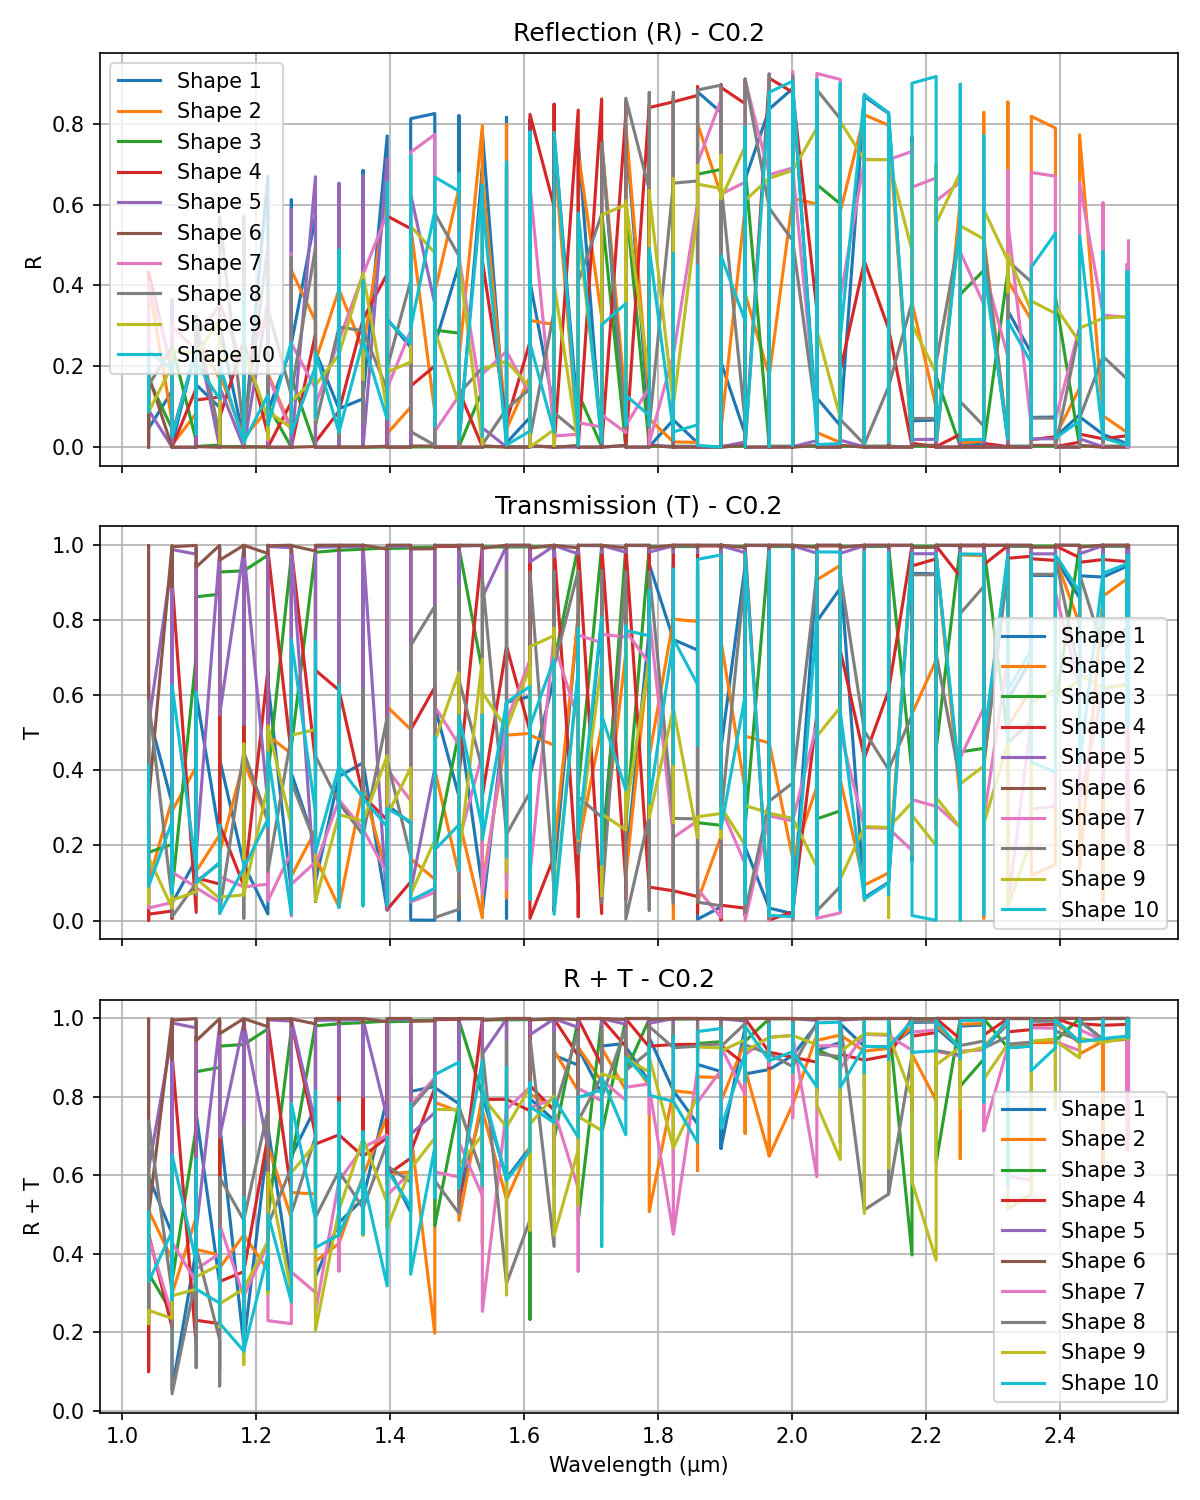 Reflection (R) - C0.2
R
0.8
0.6
0.4
0.2
0.0
Shape 1
Shape 2
Shape 3
Shape 4
Shape 5
Shape 6
Shape 7
Shape 8
Shape 9
Shape 10
Transmission (T) - C0.2
T
1.0
0.8
0.6
0.4
0.2
0.0
Shape 1
Shape 2
Shape 3
Shape 4
Shape 5
Shape 6
Shape 7
Shape 8
Shape 9
Shape 10
R + T - C0.2
R + T
1.0
0.8
0.6
0.4
0.2
0.0
Shape 1
Shape 2
Shape 3
Shape 4
Shape 5
Shape 6
Shape 7
Shape 8
Shape 9
Shape 10
1.0 1.2 1.4 1.6 1.8 2.0 2.2 2.4
Wavelength (μm)